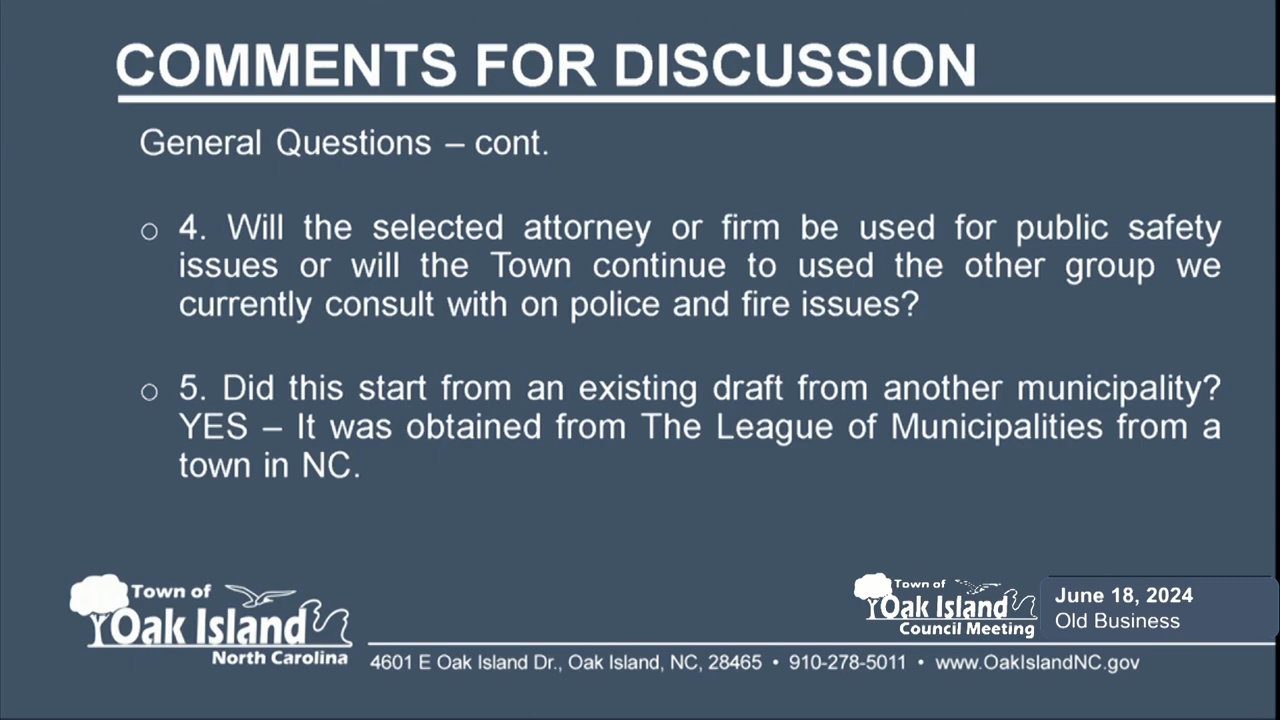 COMMENTS FOR DISCUSSION
General Questions – cont.
○ 4. Will the selected attorney or firm be used for public safety
issues or will the Town continue to used the other group we
currently consult with on police and fire issues?
○ 5. Did this start from an existing draft from another municipality?
YES – It was obtained from The League of Municipalities from a
town in NC.
Town of
Oak Island
North Carolina
Town of
Oak Island
Council Meeting
June 18, 2024
Old Business
4601 E Oak Island Dr., Oak Island, NC, 28465 • 910-278-5011 • www.OakIslandNC.gov